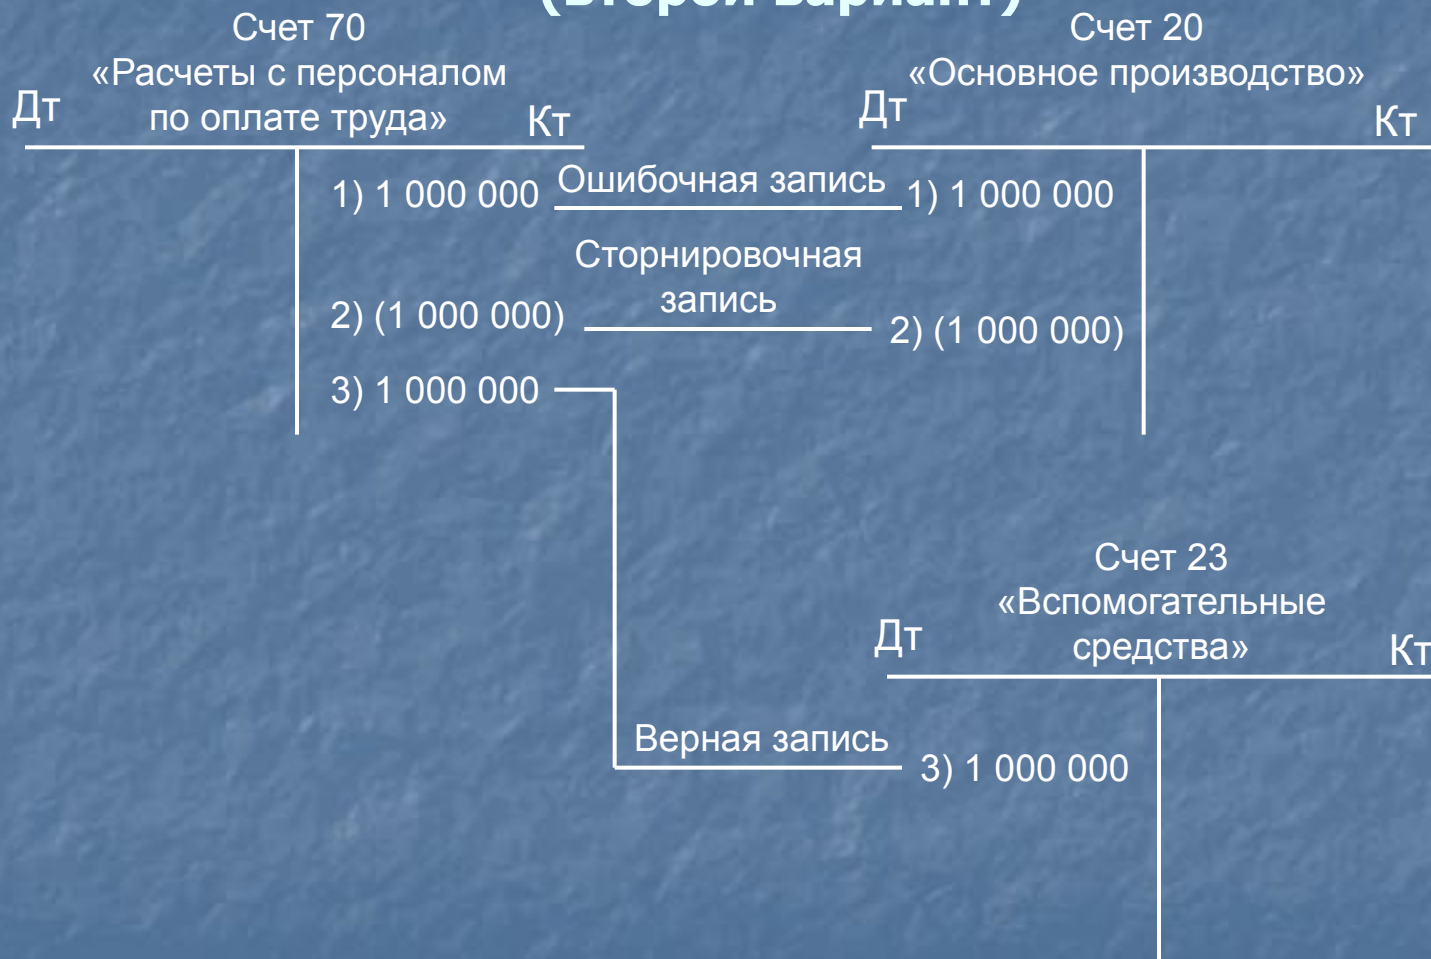 (второй вариант)
Счет 70
«Расчеты с персоналом
по оплате труда»
Дт
Кт
Счет 20
«Основное производство»
Дт
Кт
1) 1 000 000
Ошибочная запись
1) 1 000 000
Сторнировочная
запись
2) (1 000 000)
2) (1 000 000)
3) 1 000 000
Счет 23
«Вспомогательные
средства»
Дт
Кт
Верная запись
3) 1 000 000